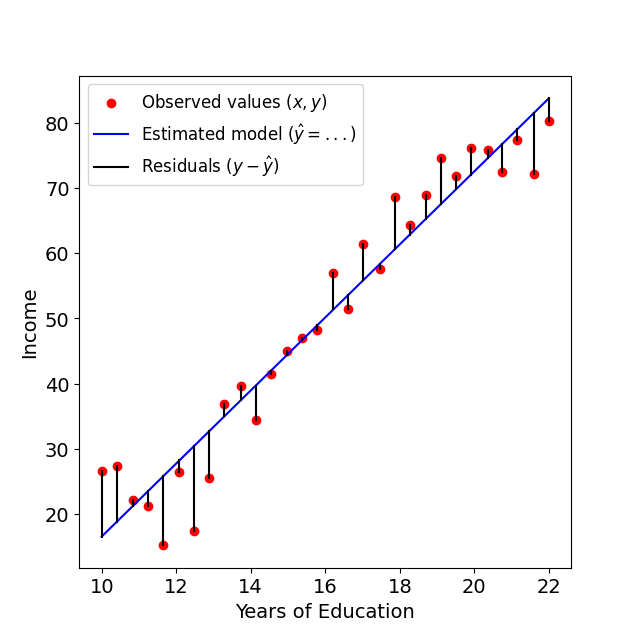 Observed values (x, y)
Estimated model (ŷ = ...)
Residuals (y − ŷ)
80
70
60
50
40
30
20
Income
10 12 14 16 18 20 22
Years of Education